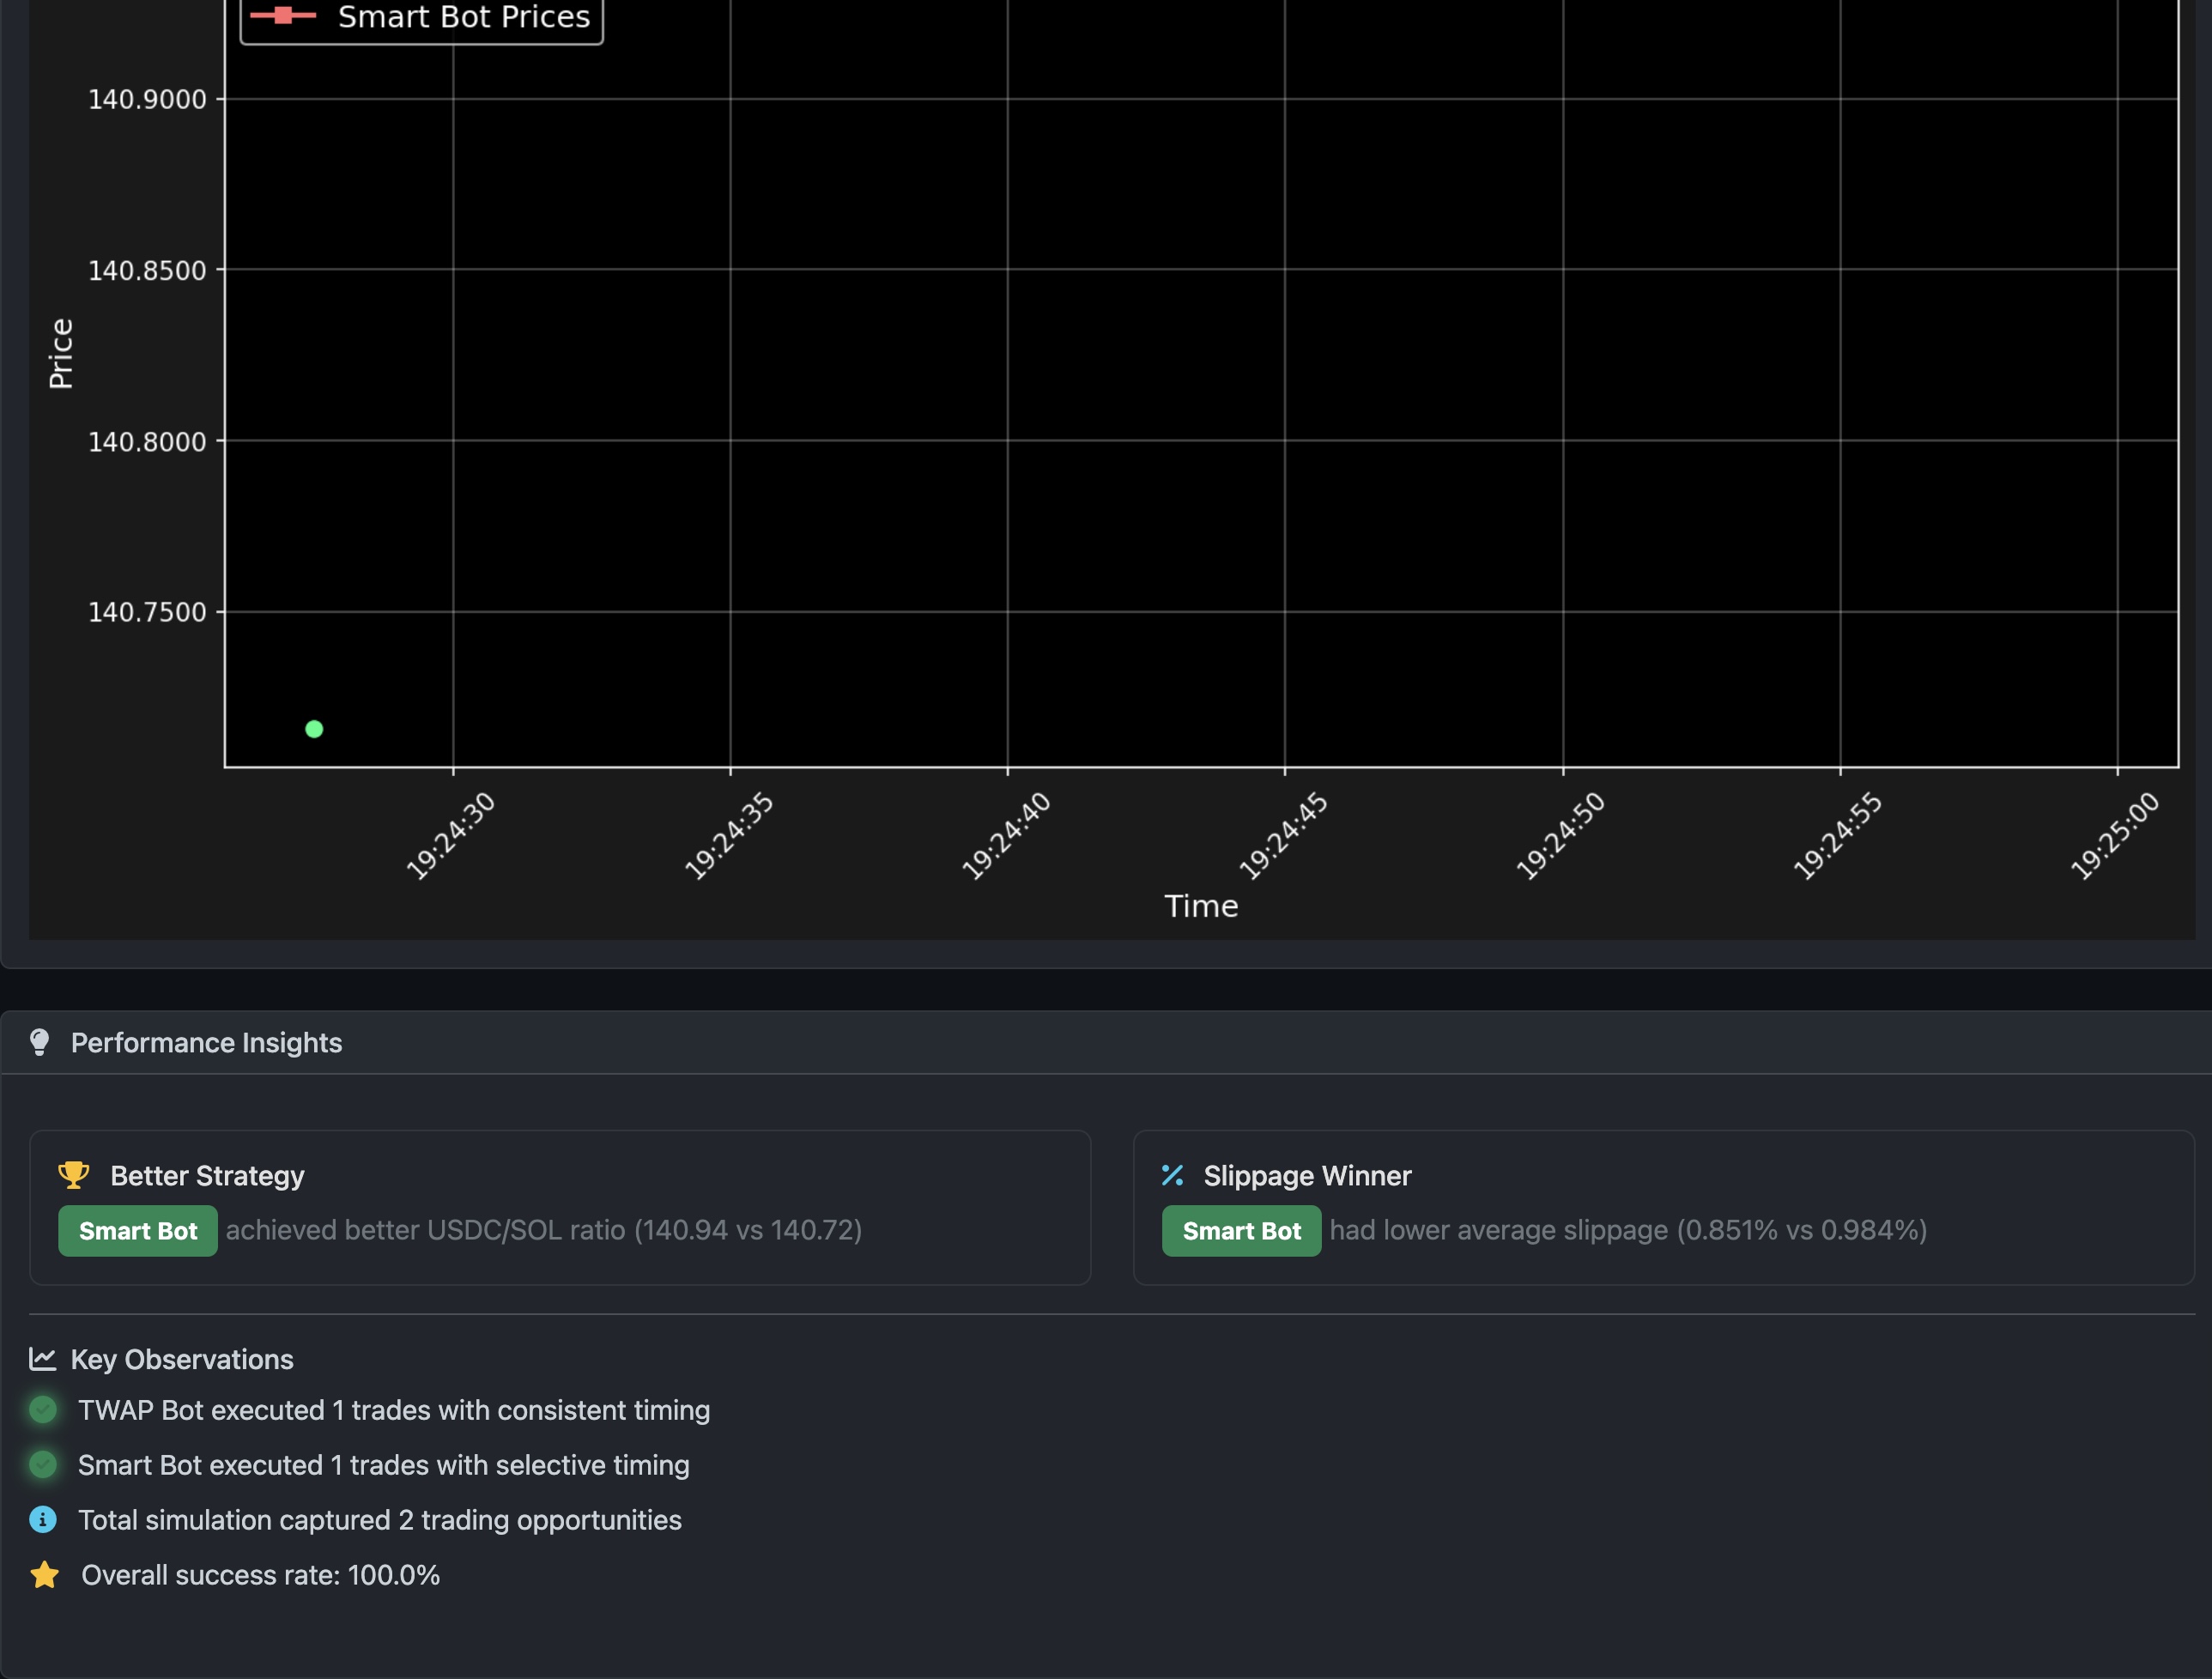 Smart Bot Prices
140.9000
140.8500
Price
140.8000
140.7500
19:24:30
19:24:35
19:24:40
19:24:45
19:24:50
19:24:55
19:25:00
Time
Performance Insights
Better Strategy
Smart Bot achieved better USDC/SOL ratio (140.94 vs 140.72)
Slippage Winner
Smart Bot had lower average slippage (0.851% vs 0.984%)
Key Observations
TWAP Bot executed 1 trades with consistent timing
Smart Bot executed 1 trades with selective timing
Total simulation captured 2 trading opportunities
Overall success rate: 100.0%